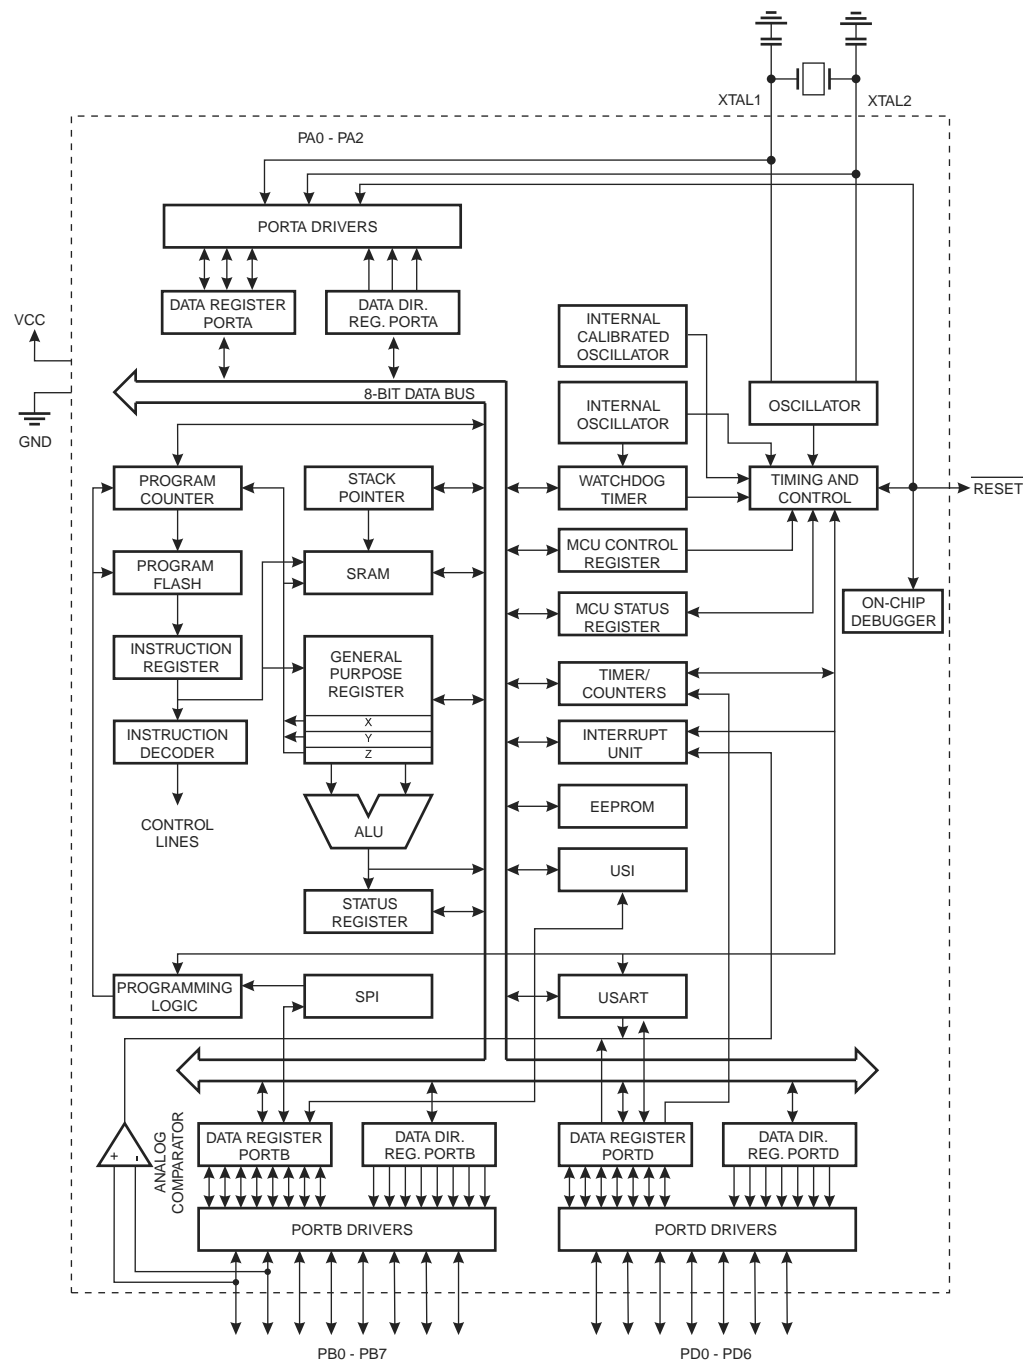 XTAL1
XTAL2
PA0 - PA2
PORTA DRIVERS
DATA REGISTER
PORTA
DATA DIR.
REG. PORTA
VCC
GND
8-BIT DATA BUS
INTERNAL
CALIBRATED
OSCILLATOR
INTERNAL
OSCILLATOR
OSCILLATOR
PROGRAM
COUNTER
STACK
POINTER
WATCHDOG
TIMER
TIMING AND
CONTROL
RESET
PROGRAM
FLASH
SRAM
MCU CONTROL
REGISTER
MCU STATUS
REGISTER
ON-CHIP
DEBUGGER
INSTRUCTION
REGISTER
GENERAL
PURPOSE
REGISTER
X
Y
Z
TIMER/
COUNTERS
INSTRUCTION
DECODER
INTERRUPT
UNIT
CONTROL
LINES
ALU
EEPROM
USI
STATUS
REGISTER
PROGRAMMING
LOGIC
SPI
USART
+
-
ANALOG
COMPARATOR
DATA REGISTER
PORTB
DATA DIR.
REG. PORTB
DATA REGISTER
PORTD
DATA DIR.
REG. PORTD
PORTB DRIVERS
PORTD DRIVERS
PB0 - PB7
PD0 - PD6